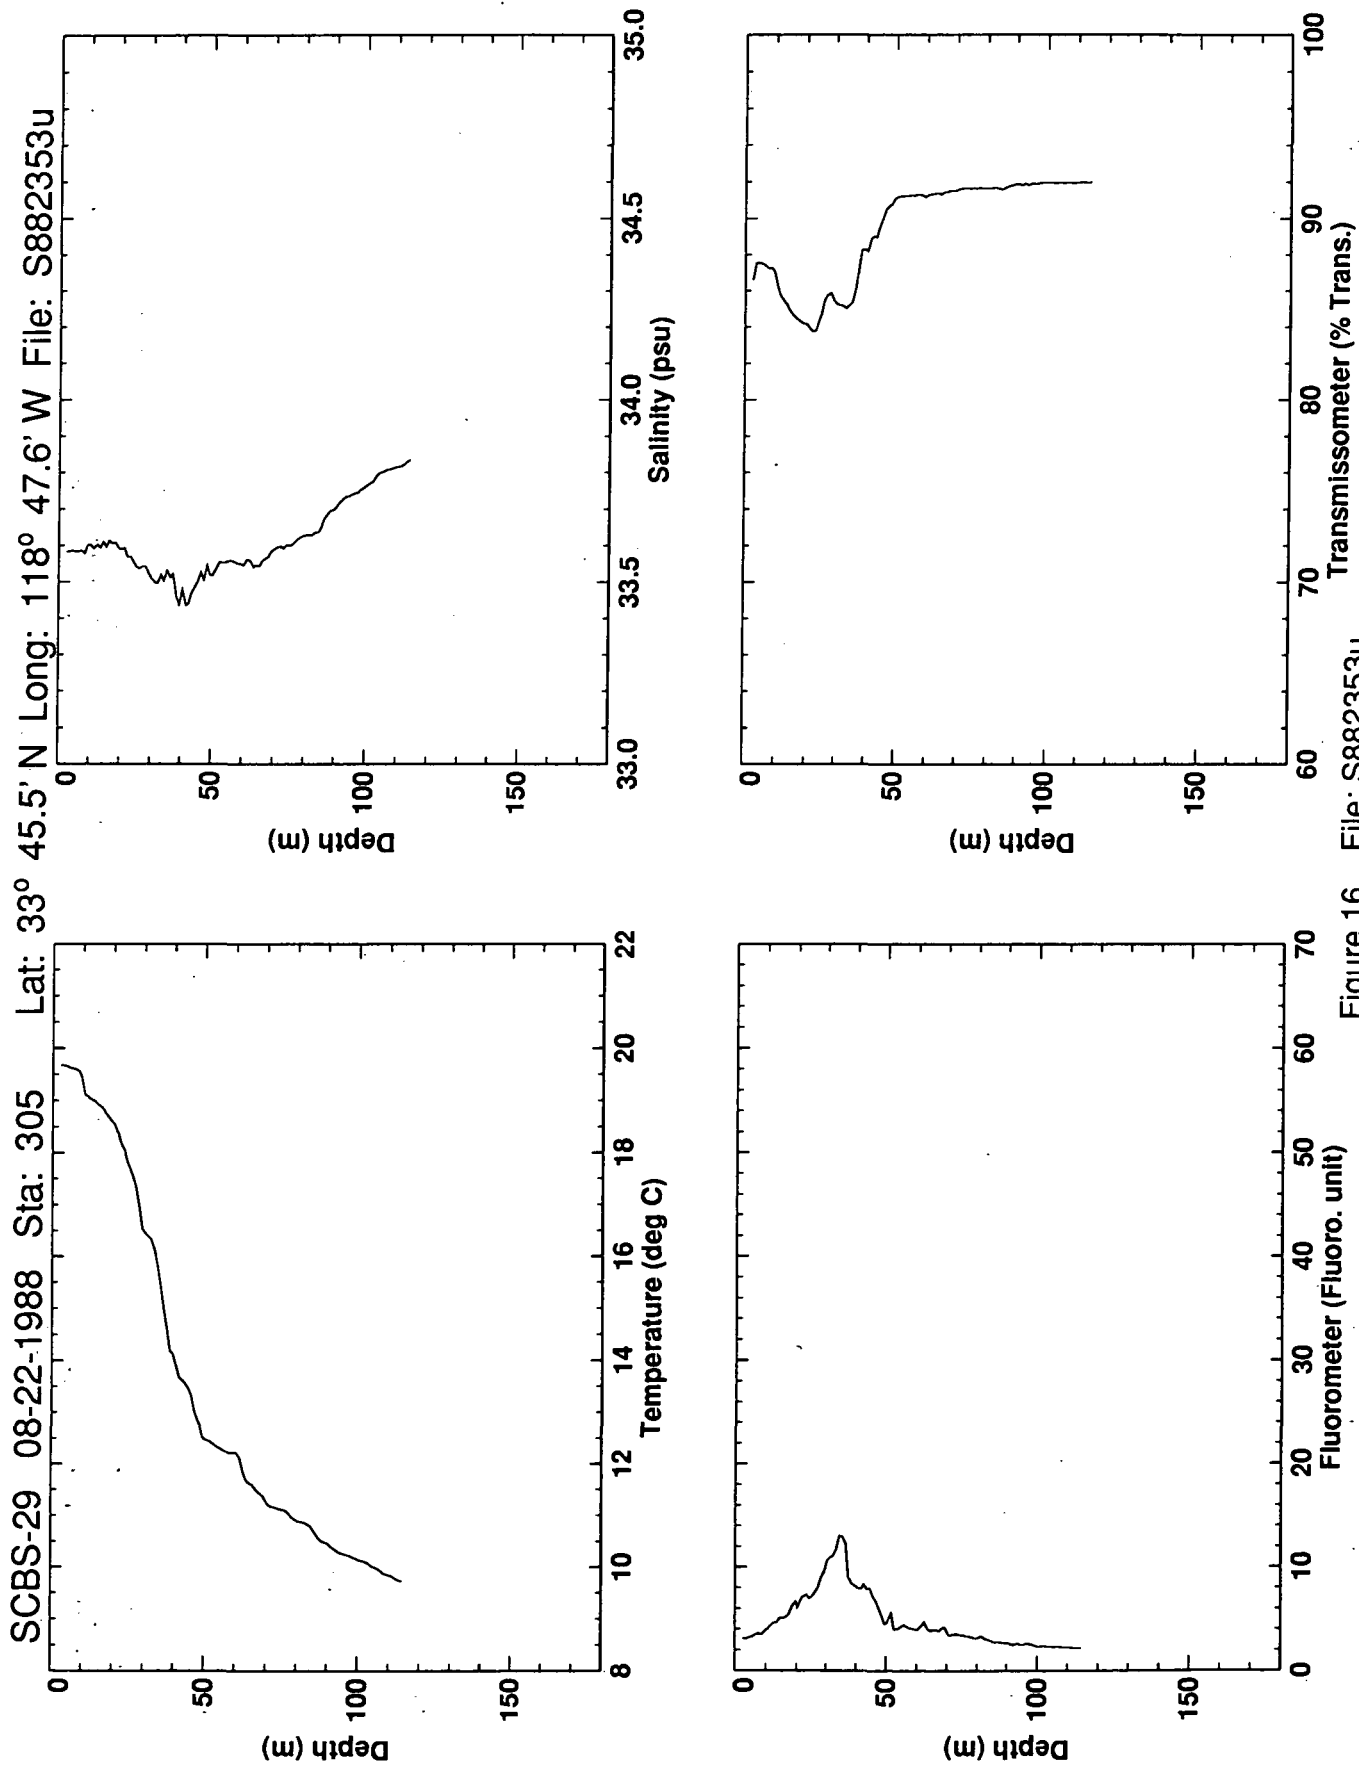 SCBS-29 08-22-1988 Sta: 305 Lat: 33° 45.5' N Long: 118° 47.6' W File: S882353u
0
50
100
150
Depth (m)
8 10 12 14 16 18 20 22
Temperature (deg C)
0
50
100
150
Depth (m)
33.0 33.5 34.0 34.5 35.0
Salinity (psu)
0
50
100
150
Depth (m)
0 10 20 30 40 50 60 70
Fluorometer (Fluoro. unit)
0
50
100
150
Depth (m)
60 70 80 90 100
Transmissometer (% Trans.)
Figure 16 File: S882353u